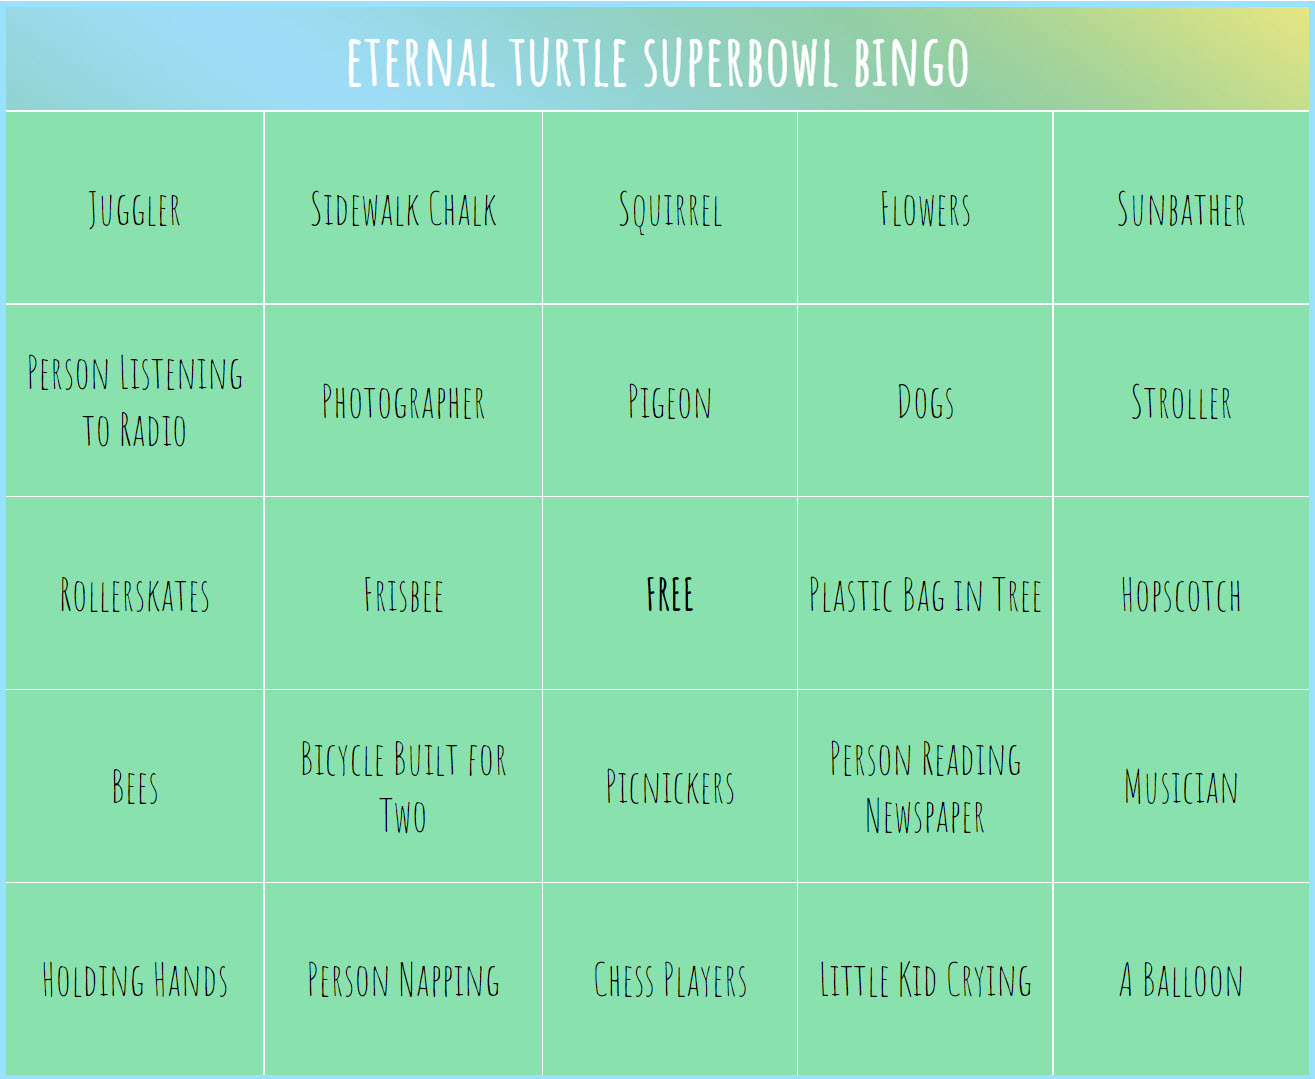 ETERNAL TURTLE SUPERBOWL BINGO
JUGGLER
SIDEWALK CHALK
SQUIRREL
FLOWERS
SUNBATHER
PERSON LISTENING
TO RADIO
PHOTOGRAPHER
PIGEON
DOGS
STROLLER
ROLLERSKATES
FRISBEE
FREE
PLASTIC BAG IN TREE
HOPSCOTCH
BEES
BICYCLE BUILT FOR
TWO
PICNICKERS
PERSON READING
NEWSPAPER
MUSICIAN
HOLDING HANDS
PERSON NAPPING
CHESS PLAYERS
LITTLE KID CRYING
A BALLOON